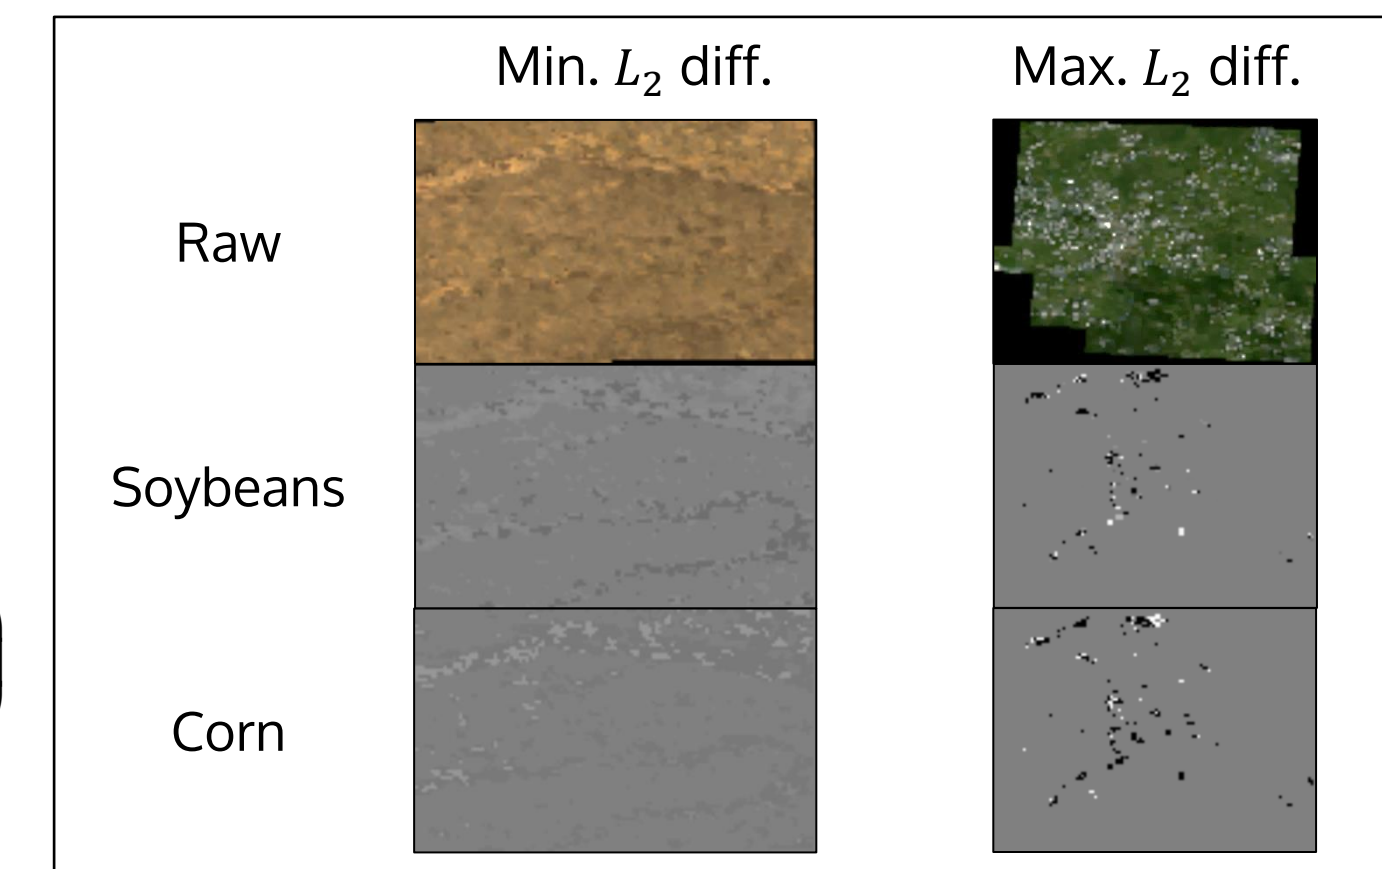 Min. L₂ diff. Max. L₂ diff.
Raw
Soybeans
Corn